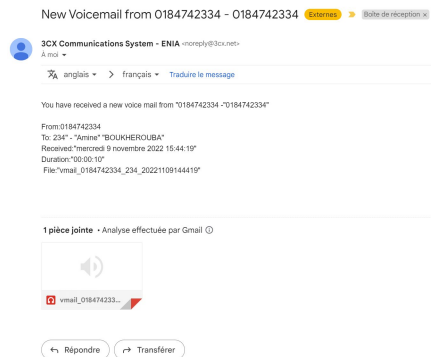 New Voicemail from 0184742334 - 0184742334 Externes Boîte de réception ×
3CX Communications System - ENIA <noreply@3cx.net>
À moi
anglais > français Traduire le message
You have received a new voice mail from "0184742334 -"0184742334"
From:0184742334
To: 234" - "Amine" "BOUKHEROUBA"
Received:"mercredi 9 novembre 2022 15:44:19"
Duration:"00:00:10"
File:"vmail_0184742334_234_20221109144419"
1 pièce jointe • Analyse effectuée par Gmail
vmail_018474233...
Répondre
Transférer